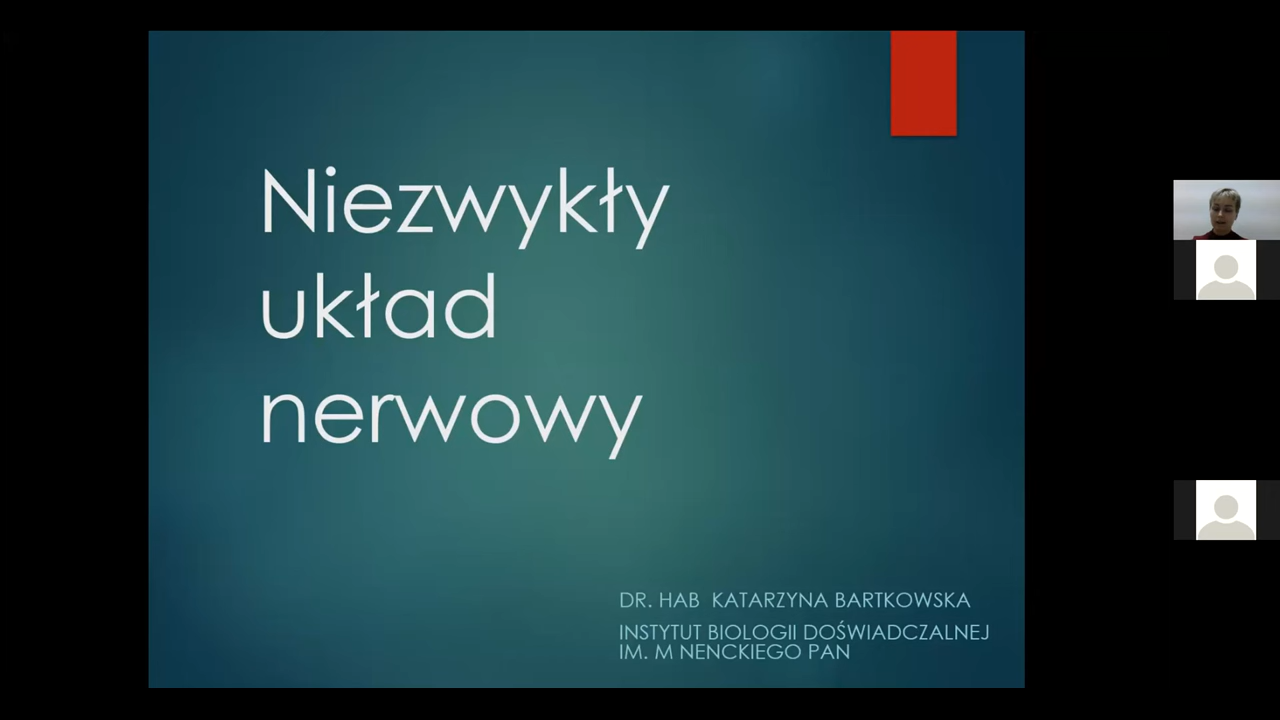 Niezwykły
układ
nerwowy
DR. HAB KATARZYNA BARTKOWSKA
INSTYTUT BIOLOGII DOŚWIADCZALNEJ
IM. M NENCKIEGO PAN